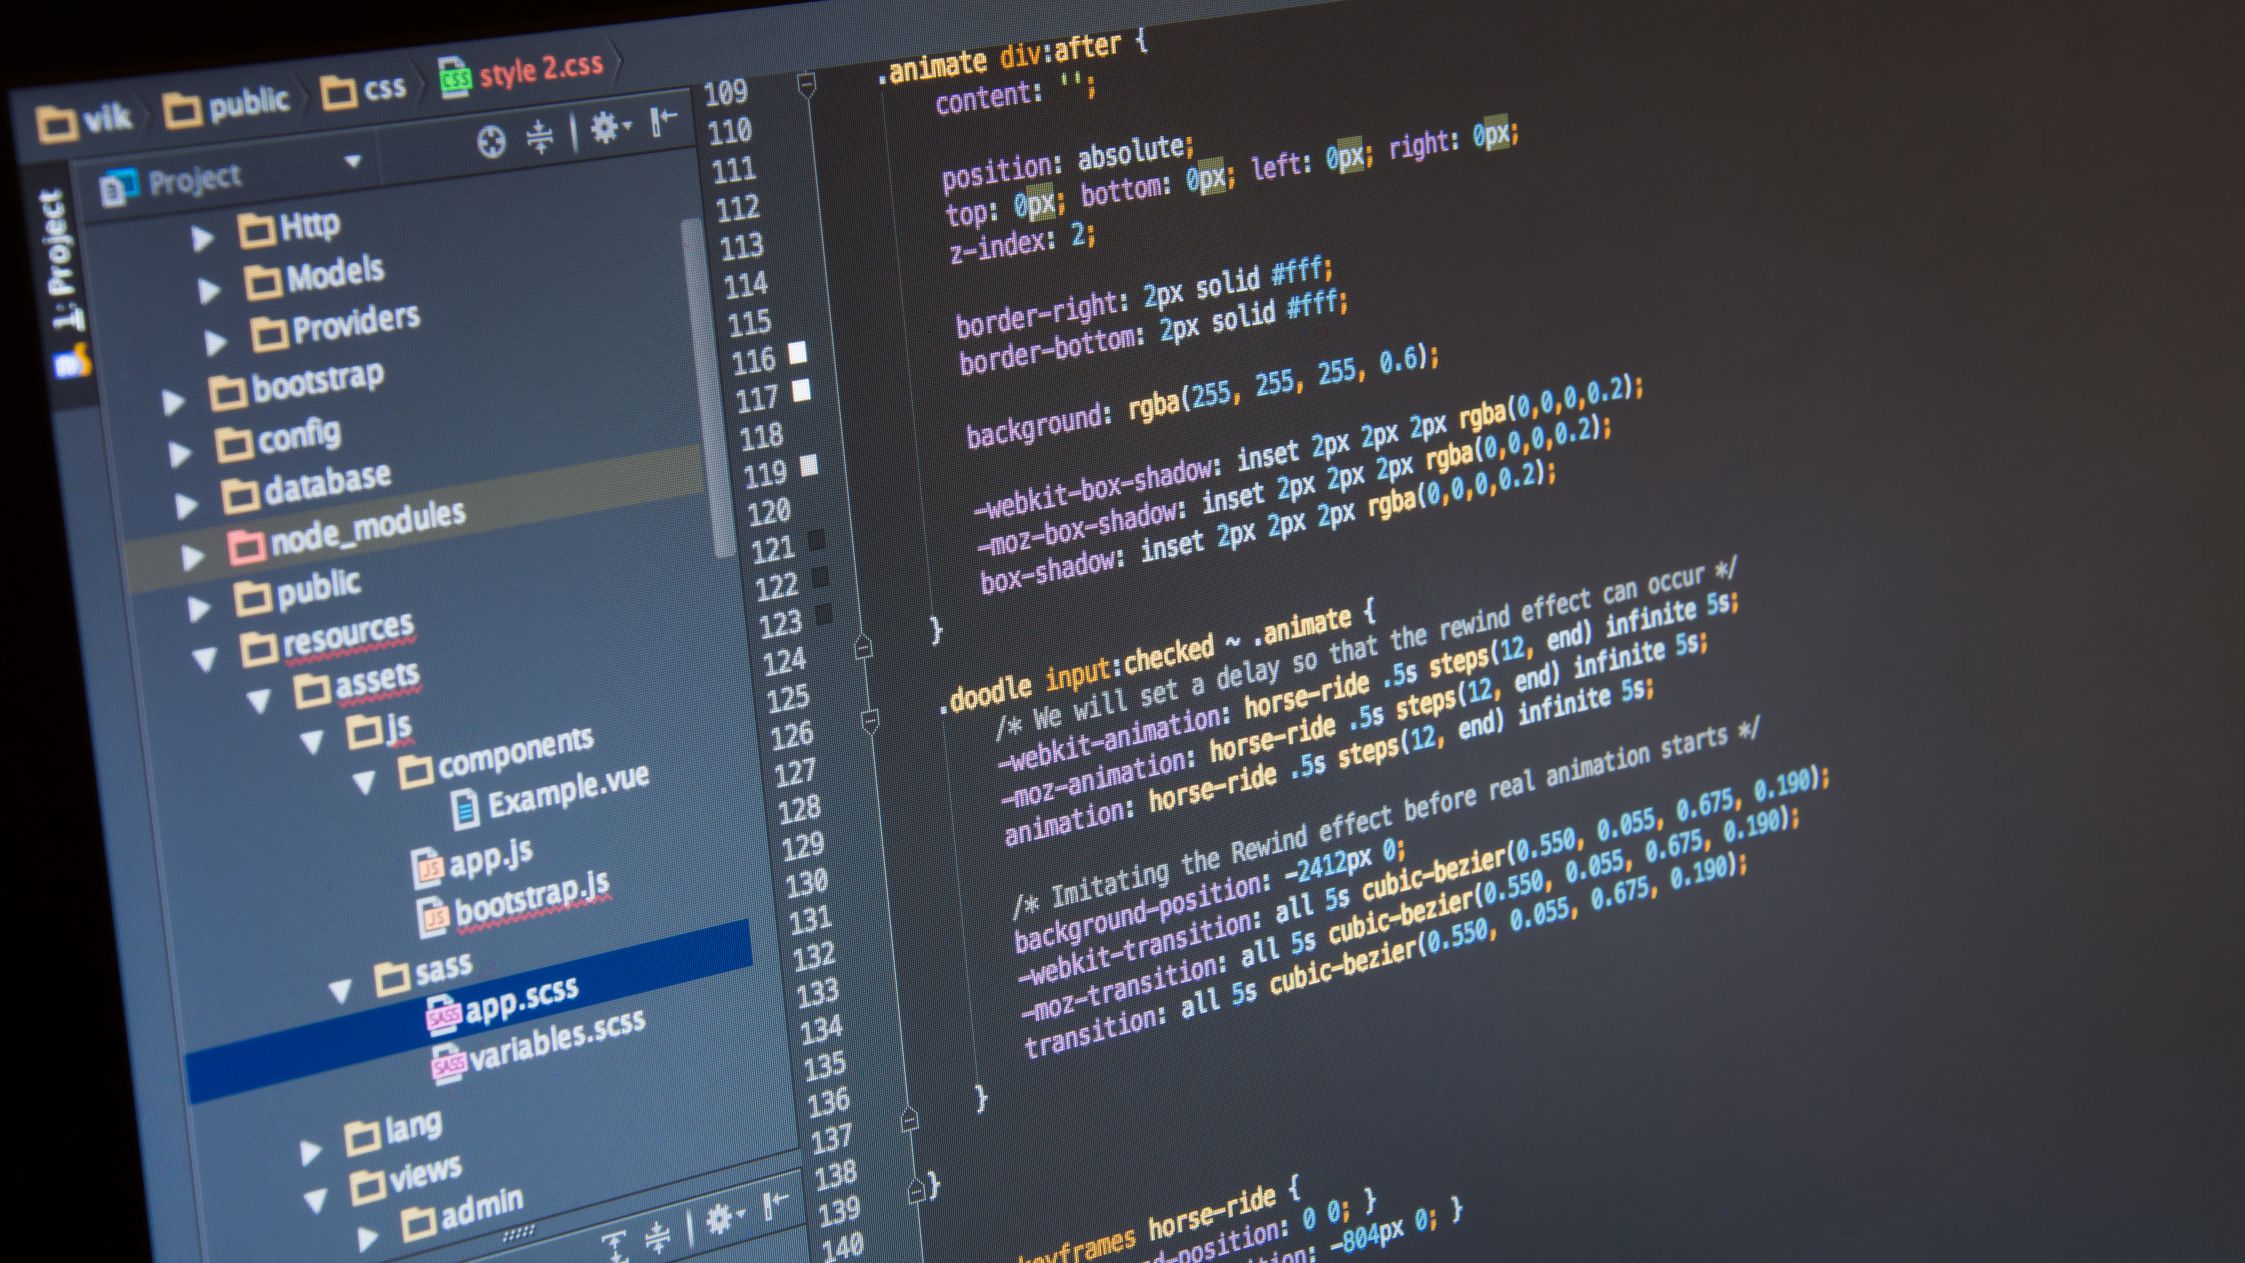 vik public css style 2.css
Project
1: Project
Http
Models
Providers
bootstrap
config
database
node_modules
public
resources
assets
js
components
Example.vue
app.js
bootstrap.js
sass
app.scss
variables.scss
lang
views
admin
109
110
111
112
113
114
115
116
117
118
119
120
121
122
123
124
125
126
127
128
129
130
131
132
133
134
135
136
137
138
139
140
.animate div:after {
content: '';
position: absolute;
top: 0px; bottom: 0px; left: 0px; right: 0px;
z-index: 2;
border-right: 2px solid #fff;
border-bottom: 2px solid #fff;
background: rgba(255, 255, 255, 0.6);
-webkit-box-shadow: inset 2px 2px 2px rgba(0,0,0,0.2);
-moz-box-shadow: inset 2px 2px 2px rgba(0,0,0,0.2);
box-shadow: inset 2px 2px 2px rgba(0,0,0,0.2);
}
.doodle input:checked ~ .animate {
/* We will set a delay so that the rewind effect can occur */
-webkit-animation: horse-ride .5s steps(12, end) infinite 5s;
-moz-animation: horse-ride .5s steps(12, end) infinite 5s;
animation: horse-ride .5s steps(12, end) infinite 5s;
/* Imitating the Rewind effect before real animation starts */
background-position: -2412px 0;
-webkit-transition: all 5s cubic-bezier(0.550, 0.055, 0.675, 0.190);
-moz-transition: all 5s cubic-bezier(0.550, 0.055, 0.675, 0.190);
transition: all 5s cubic-bezier(0.550, 0.055, 0.675, 0.190);
}
}
keyframes horse-ride {
d-position: 0 0; }
ition: -804px 0; }